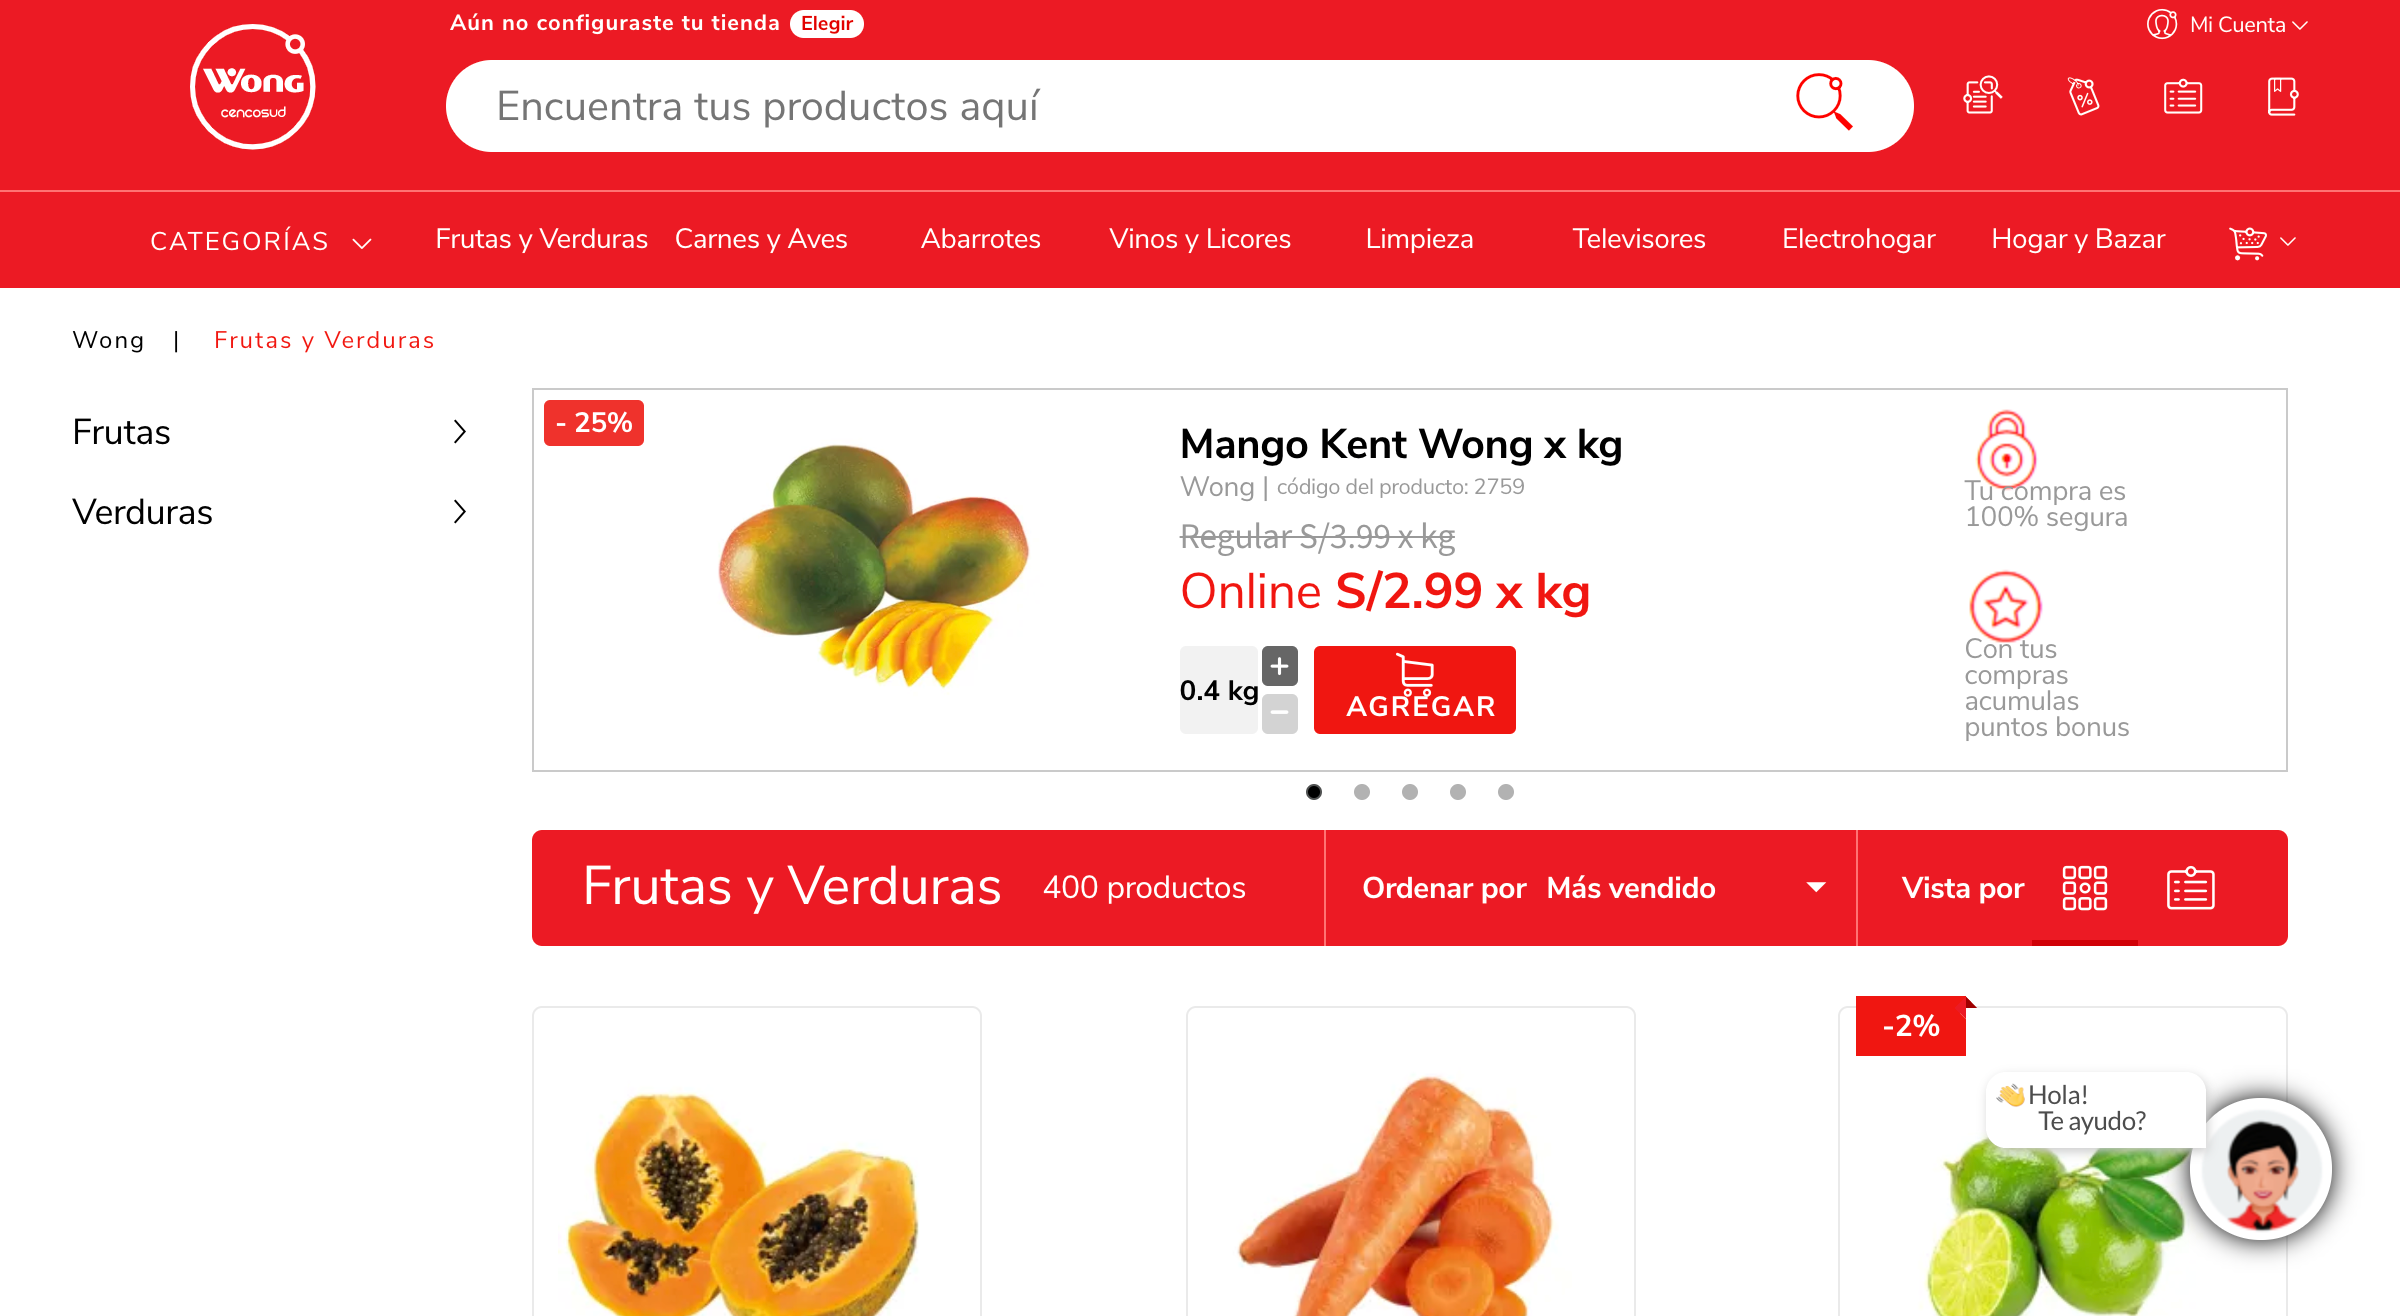 Aún no configuraste tu tienda Elegir
Mi Cuenta
Wong
cencosud
Encuentra tus productos aquí
CATEGORÍAS Frutas y Verduras Carnes y Aves Abarrotes Vinos y Licores Limpieza Televisores Electrohogar Hogar y Bazar
Wong | Frutas y Verduras
Frutas
Verduras
- 25%
Mango Kent Wong x kg
Wong | código del producto: 2759
Regular S/3.99 x kg
Online S/2.99 x kg
0.4 kg + −
AGREGAR
Tu compra es
100% segura
Con tus
compras
acumulas
puntos bonus
Frutas y Verduras 400 productos Ordenar por Más vendido Vista por
-2%
👋Hola!
Te ayudo?